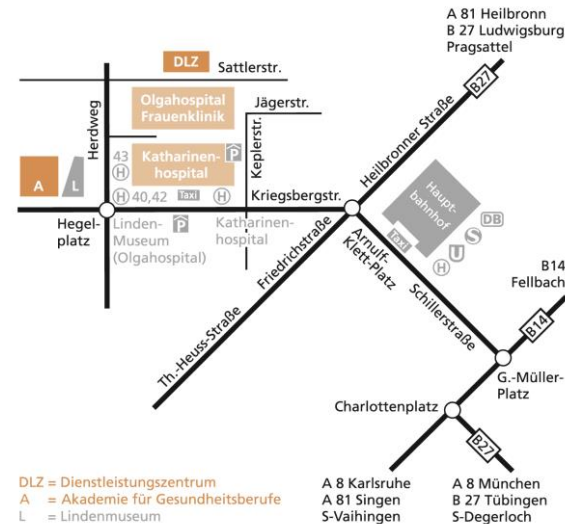 A 81 Heilbronn
B 27 Ludwigsburg
Pragsattel
B27
DLZ
Sattlerstr.
Olgahospital
Frauenklinik
Jägerstr.
Herdweg
Keplerstr.
Heilbronner Straße
43
H
Katharinen-
hospital
P
A
L
H 40,42
Taxi
H
Kriegsbergstr.
Haupt-
bahnhof
Taxi
H
U
S
DB
Hegel-
platz
Linden-
Museum
(Olgahospital)
P
Katharinen-
hospital
Friedrichstraße
Arnulf-
Klett-Platz
Schillerstraße
B14
Fellbach
B14
Th.-Heuss-Straße
G.-Müller-
Platz
Charlottenplatz
B27
DLZ = Dienstleistungszentrum
A = Akademie für Gesundheitsberufe
L = Lindenmuseum
A 8 Karlsruhe
A 81 Singen
S-Vaihingen
A 8 München
B 27 Tübingen
S-Degerloch